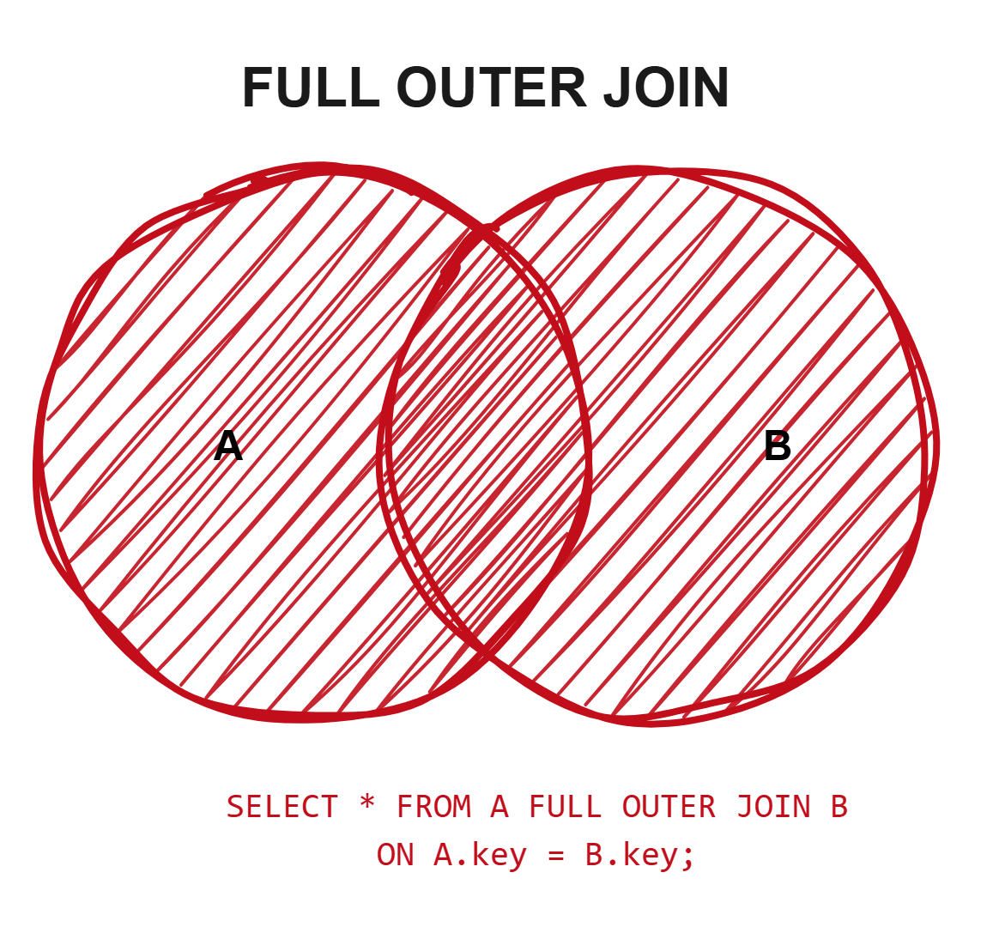 FULL OUTER JOIN
A
B
SELECT * FROM A FULL OUTER JOIN B
ON A.key = B.key;